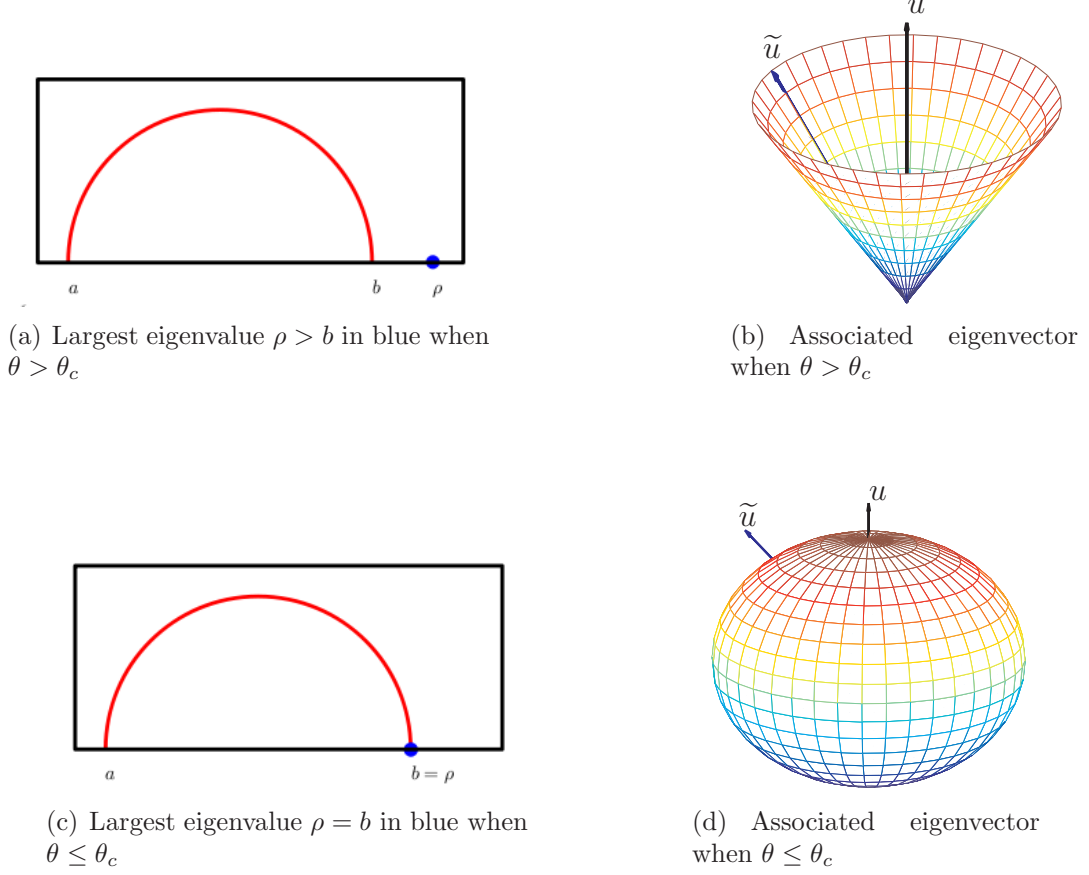 a b ρ
(a) Largest eigenvalue ρ > b in blue when
θ > θ_c
u
ũ
(b) Associated eigenvector
when θ > θ_c
a b = ρ
(c) Largest eigenvalue ρ = b in blue when
θ ≤ θ_c
u
ũ
(d) Associated eigenvector
when θ ≤ θ_c